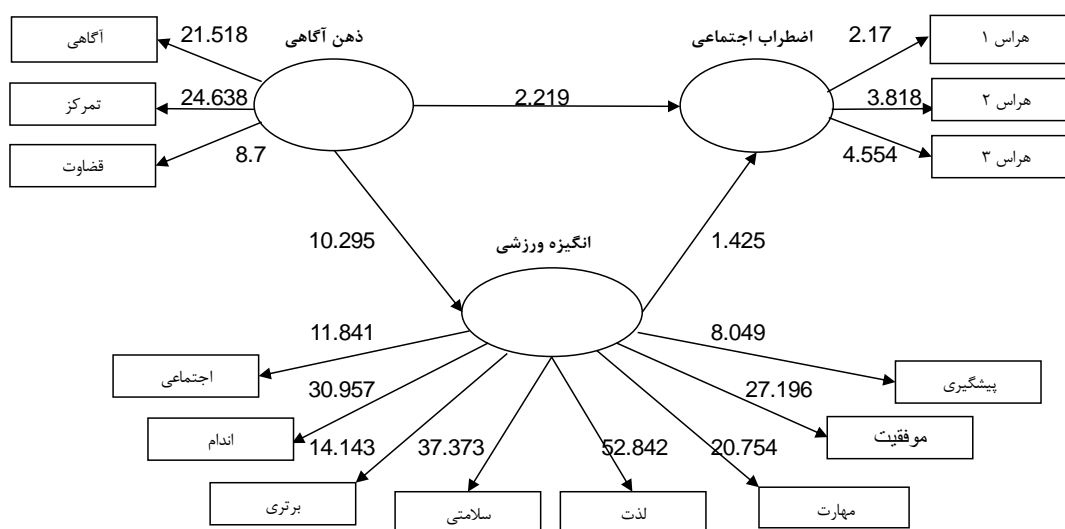 ذهن آگاهی
اضطراب اجتماعی
آگاهی
21.518
2.17
هراس ۱
تمرکز
24.638
2.219
3.818
هراس ۲
قضاوت
8.7
4.554
هراس ۳
10.295
انگیزه ورزشی
1.425
11.841
8.049
اجتماعی
پیشگیری
30.957
27.196
اندام
14.143
37.373
52.842
20.754
موفقیت
برتری
سلامتی
لذت
مهارت